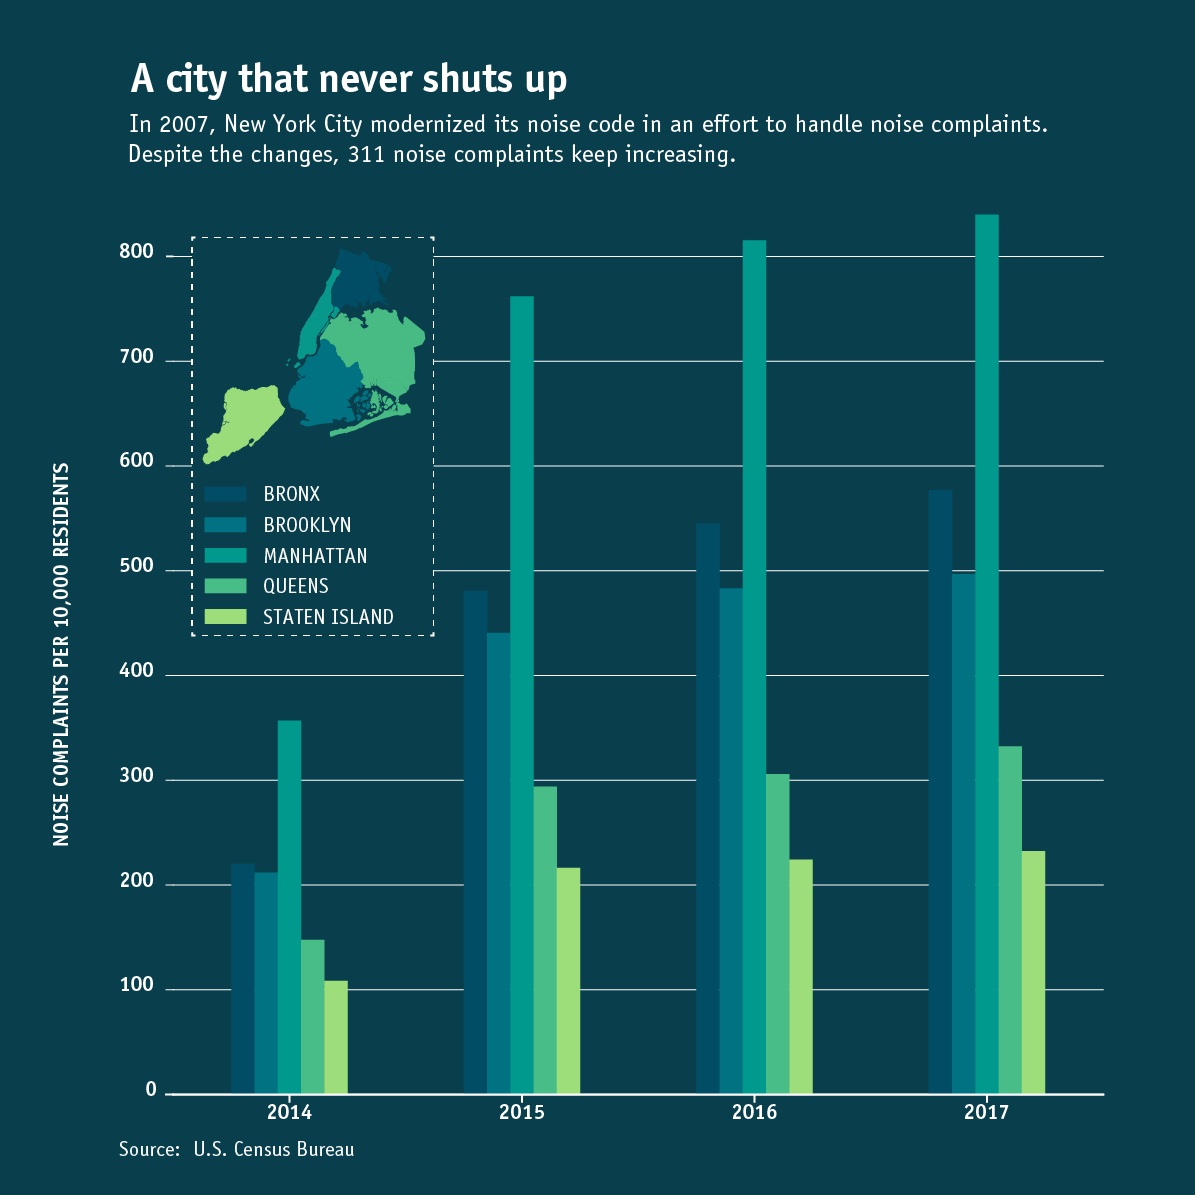 A city that never shuts up
In 2007, New York City modernized its noise code in an effort to handle noise complaints.
Despite the changes, 311 noise complaints keep increasing.
NOISE COMPLAINTS PER 10,000 RESIDENTS
800
700
600
500
400
300
200
100
0
BRONX
BROOKLYN
MANHATTAN
QUEENS
STATEN ISLAND
2014 2015 2016 2017
Source: U.S. Census Bureau